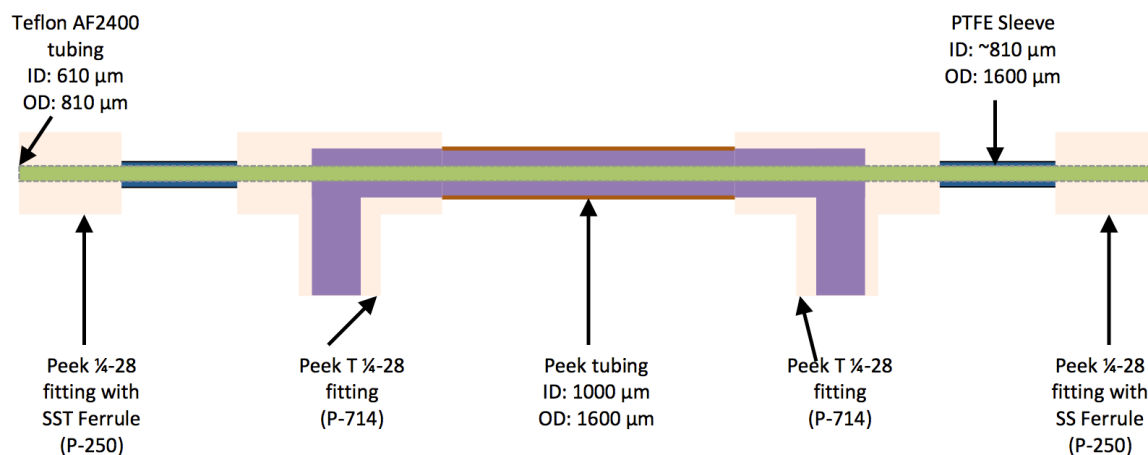 Teflon AF2400
tubing
ID: 610 µm
OD: 810 µm
PTFE Sleeve
ID: ~810 µm
OD: 1600 µm
Peek ¼-28
fitting with
SST Ferrule
(P-250)
Peek T ¼-28
fitting
(P-714)
Peek tubing
ID: 1000 µm
OD: 1600 µm
Peek T ¼-28
fitting
(P-714)
Peek ¼-28
fitting with
SS Ferrule
(P-250)